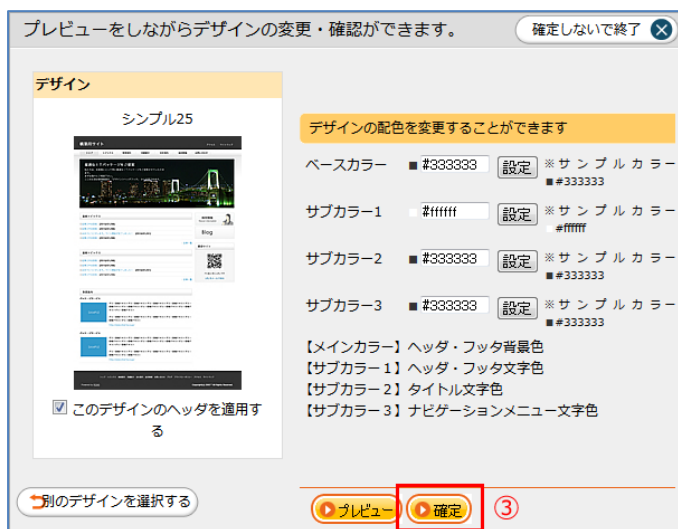 プレビューをしながらデザインの変更・確認ができます。
確定しないで終了
デザイン
シンプル25
Blog
このデザインのヘッダを適用す
る
別のデザインを選択する
デザインの配色を変更することができます
ベースカラー ■ #333333 設定 ※サンプルカラー
■#333333
サブカラー1 #ffffff 設定 ※サンプルカラー
#ffffff
サブカラー2 ■ #333333 設定 ※サンプルカラー
■#333333
サブカラー3 ■ #333333 設定 ※サンプルカラー
■#333333
【メインカラー】ヘッダ・フッタ背景色
【サブカラー1】ヘッダ・フッタ文字色
【サブカラー2】タイトル文字色
【サブカラー3】ナビゲーションメニュー文字色
プレビュー 確定 ③